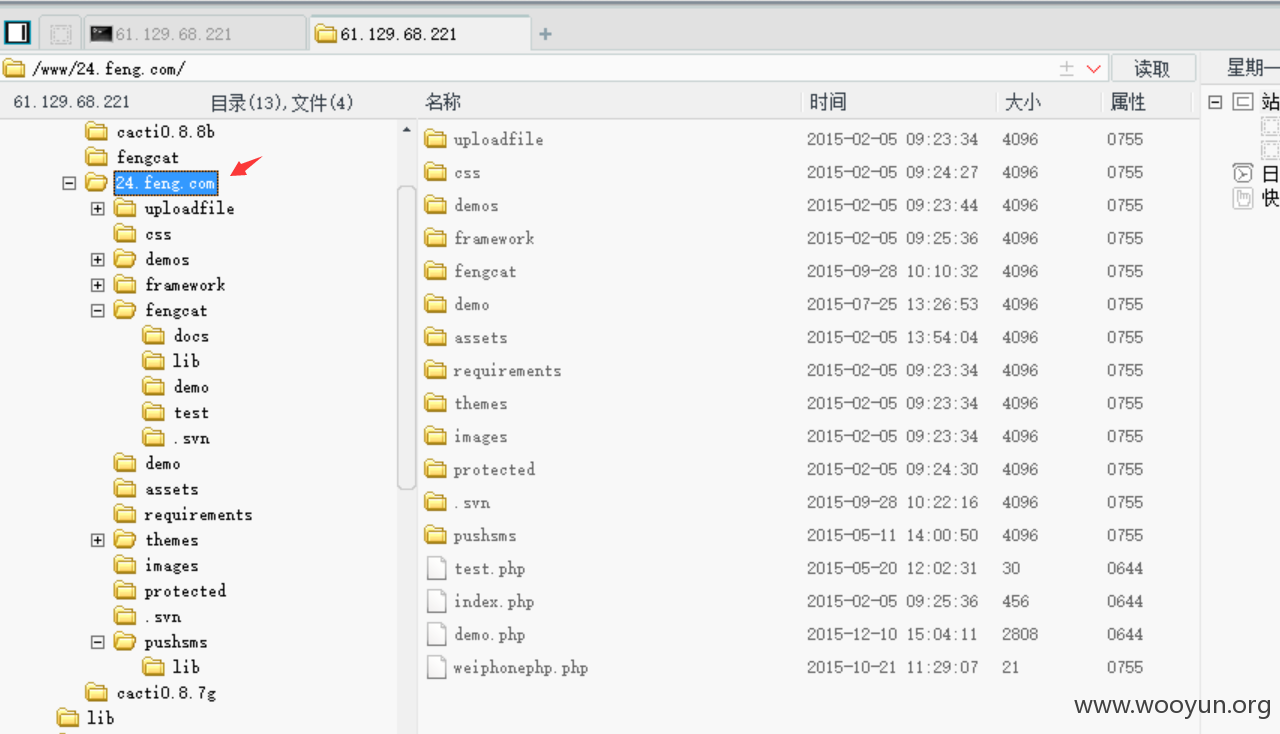 61.129.68.221
61.129.68.221
/www/24.feng.com/
读取
星期一
61.129.68.221
目录(13),文件(4)
名称
时间
大小
属性
cacti0.8.8b
fengcat
24.feng.com
uploadfile
css
demos
framework
fengcat
docs
lib
demo
test
.svn
demo
assets
requirements
themes
images
protected
.svn
pushsms
lib
cacti0.8.7g
lib
uploadfile 2015-02-05 09:23:34 4096 0755
css 2015-02-05 09:24:27 4096 0755
demos 2015-02-05 09:23:44 4096 0755
framework 2015-02-05 09:25:36 4096 0755
fengcat 2015-09-28 10:10:32 4096 0755
demo 2015-07-25 13:26:53 4096 0755
assets 2015-02-05 13:54:04 4096 0755
requirements 2015-02-05 09:23:34 4096 0755
themes 2015-02-05 09:23:34 4096 0755
images 2015-02-05 09:23:34 4096 0755
protected 2015-02-05 09:24:30 4096 0755
.svn 2015-09-28 10:22:16 4096 0755
pushsms 2015-05-11 14:00:50 4096 0755
test.php 2015-05-20 12:02:31 30 0644
index.php 2015-02-05 09:25:36 456 0644
demo.php 2015-12-10 15:04:11 2808 0644
weiphonephp.php 2015-10-21 11:29:07 21 0755
站
日
快
www.wooyun.org